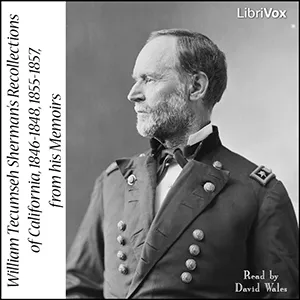 LibriVox
William Tecumseh Sherman's Recollections
of California, 1846-1848, 1855-1857,
from his Memoirs
Read by
David Wales